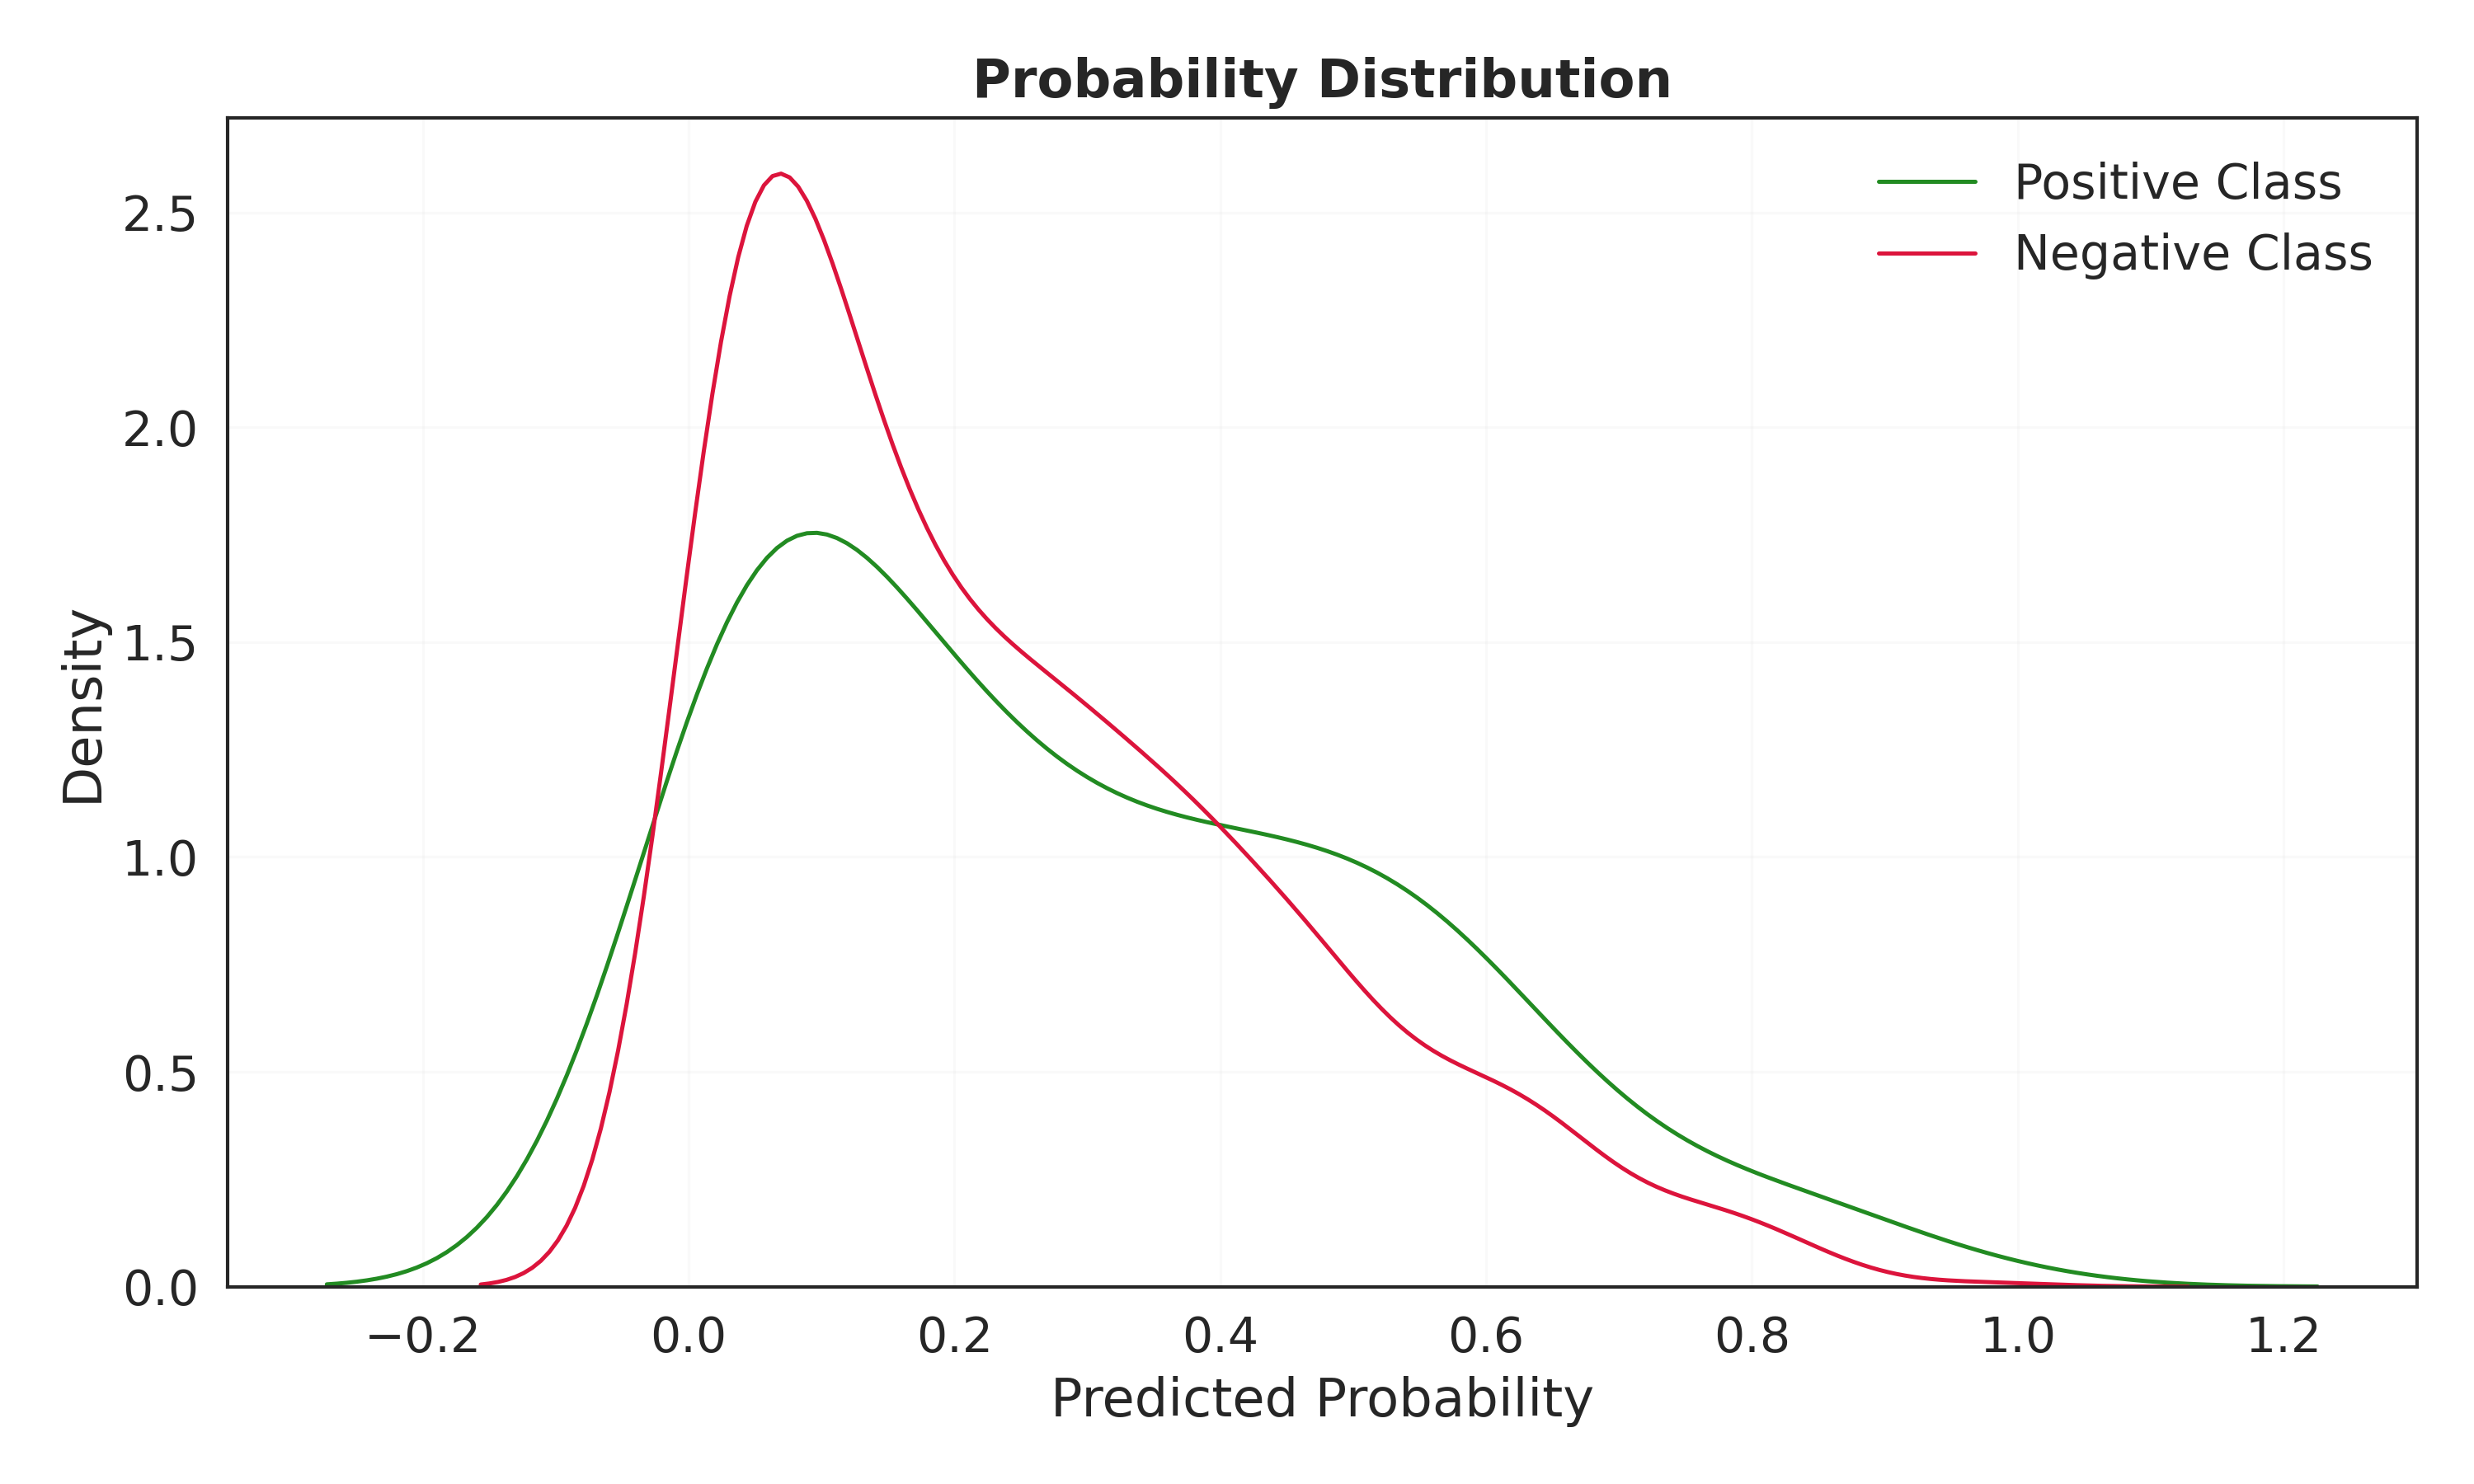 Probability Distribution
Positive Class
Negative Class
Density
2.5
2.0
1.5
1.0
0.5
0.0
−0.2 0.0 0.2 0.4 0.6 0.8 1.0 1.2
Predicted Probability